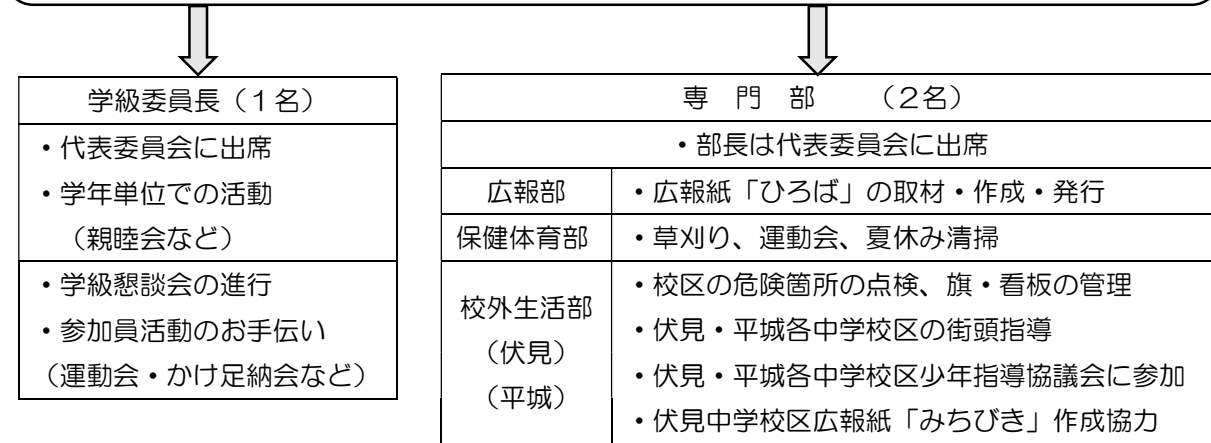 学級委員長（１名）
・代表委員会に出席
・学年単位での活動
（親睦会など）
・学級懇談会の進行
・参加員活動のお手伝い
（運動会・かけ足納会など）
専　門　部　　（２名）
・部長は代表委員会に出席
広報部
・広報紙「ひろば」の取材・作成・発行
保健体育部
・草刈り、運動会、夏休み清掃
校外生活部
（伏見）
（平城）
・校区の危険箇所の点検、旗・看板の管理
・伏見・平城各中学校区の街頭指導
・伏見・平城各中学校区少年指導協議会に参加
・伏見中学校区広報紙「みちびき」作成協力